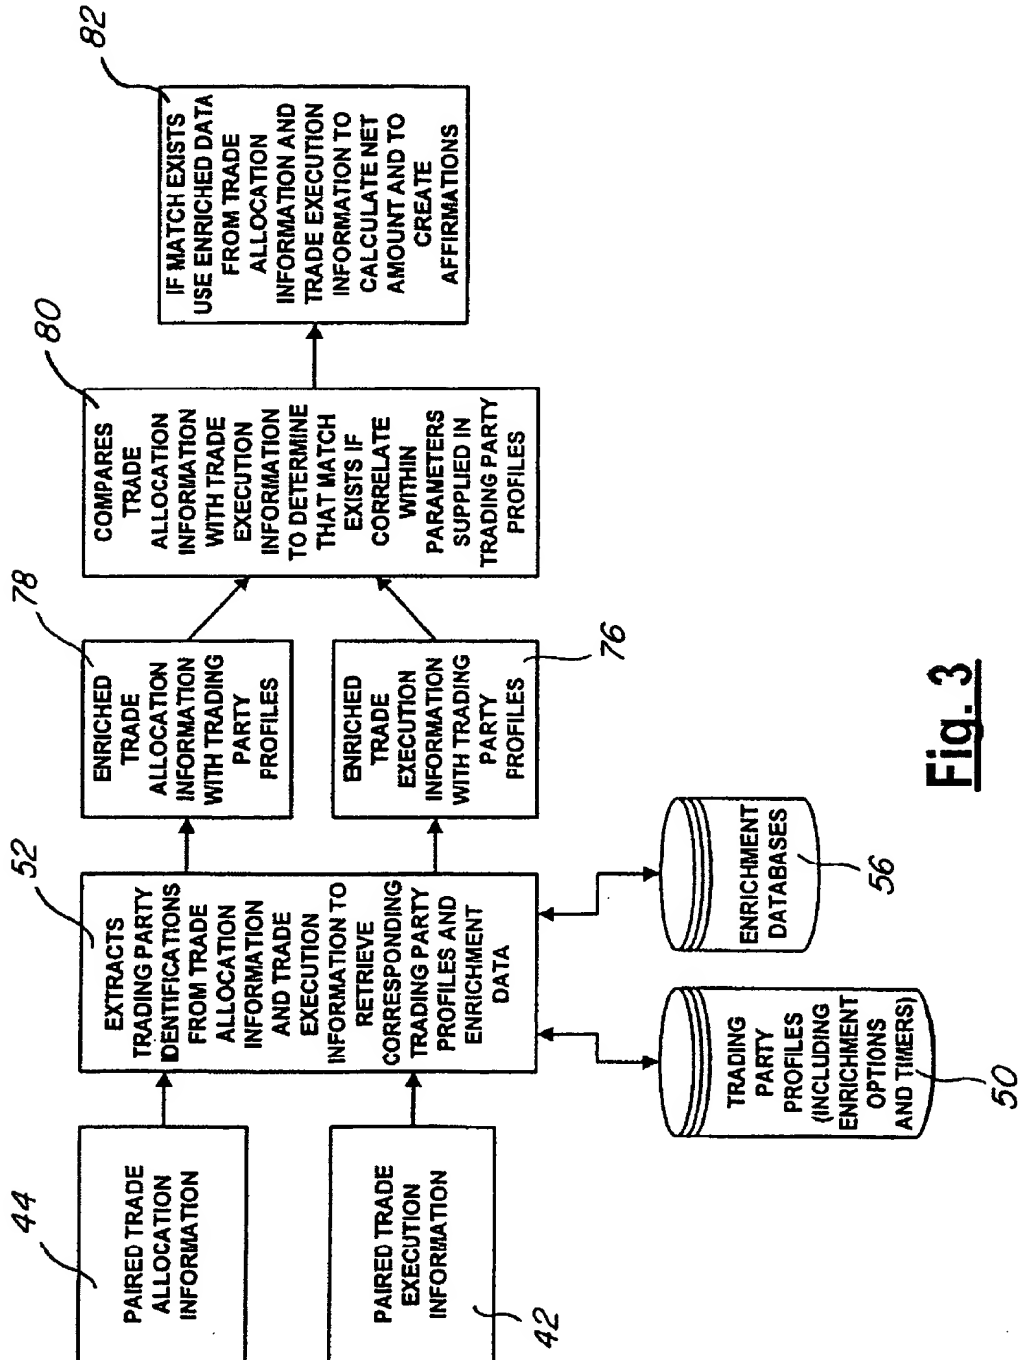 44
PAIRED TRADE
ALLOCATION
INFORMATION
PAIRED TRADE
EXECUTION
INFORMATION
42
52
EXTRACTS
TRADING PARTY
IDENTIFICATIONS
FROM TRADE
ALLOCATION
INFORMATION
AND TRADE
EXECUTION
INFORMATION TO
RETRIEVE
CORRESPONDING
TRADING PARTY
PROFILES AND
ENRICHMENT
DATA
TRADING
PARTY
PROFILES
(INCLUDING
ENRICHMENT
OPTIONS
AND TIMERS)
50
ENRICHMENT
DATABASES
56
78
ENRICHED
TRADE
ALLOCATION
INFORMATION
WITH TRADING
PARTY
PROFILES
ENRICHED
TRADE
EXECUTION
INFORMATION
WITH TRADING
PARTY
PROFILES
76
80
COMPARES
TRADE
ALLOCATION
INFORMATION
WITH TRADE
EXECUTION
INFORMATION
TO DETERMINE
THAT MATCH
EXISTS IF
CORRELATE
WITHIN
PARAMETERS
SUPPLIED IN
TRADING PARTY
PROFILES
82
IF MATCH EXISTS
USE ENRICHED DATA
FROM TRADE
ALLOCATION
INFORMATION AND
TRADE EXECUTION
INFORMATION TO
CALCULATE NET
AMOUNT AND TO
CREATE
AFFIRMATIONS
Fig. 3